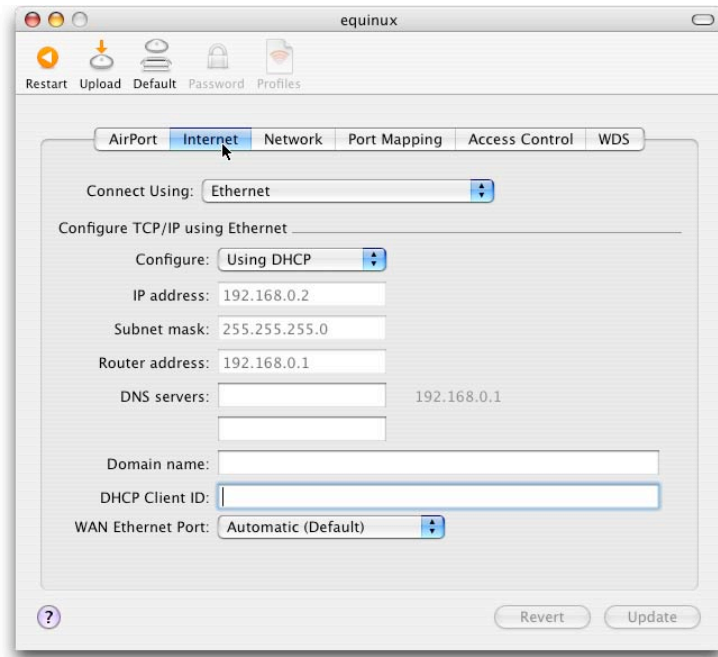 equinux
Restart Upload Default Password Profiles
AirPort Internet Network Port Mapping Access Control WDS
Connect Using: Ethernet
Configure TCP/IP using Ethernet
Configure: Using DHCP
IP address: 192.168.0.2
Subnet mask: 255.255.255.0
Router address: 192.168.0.1
DNS servers: 192.168.0.1
Domain name:
DHCP Client ID:
WAN Ethernet Port: Automatic (Default)
? Revert Update